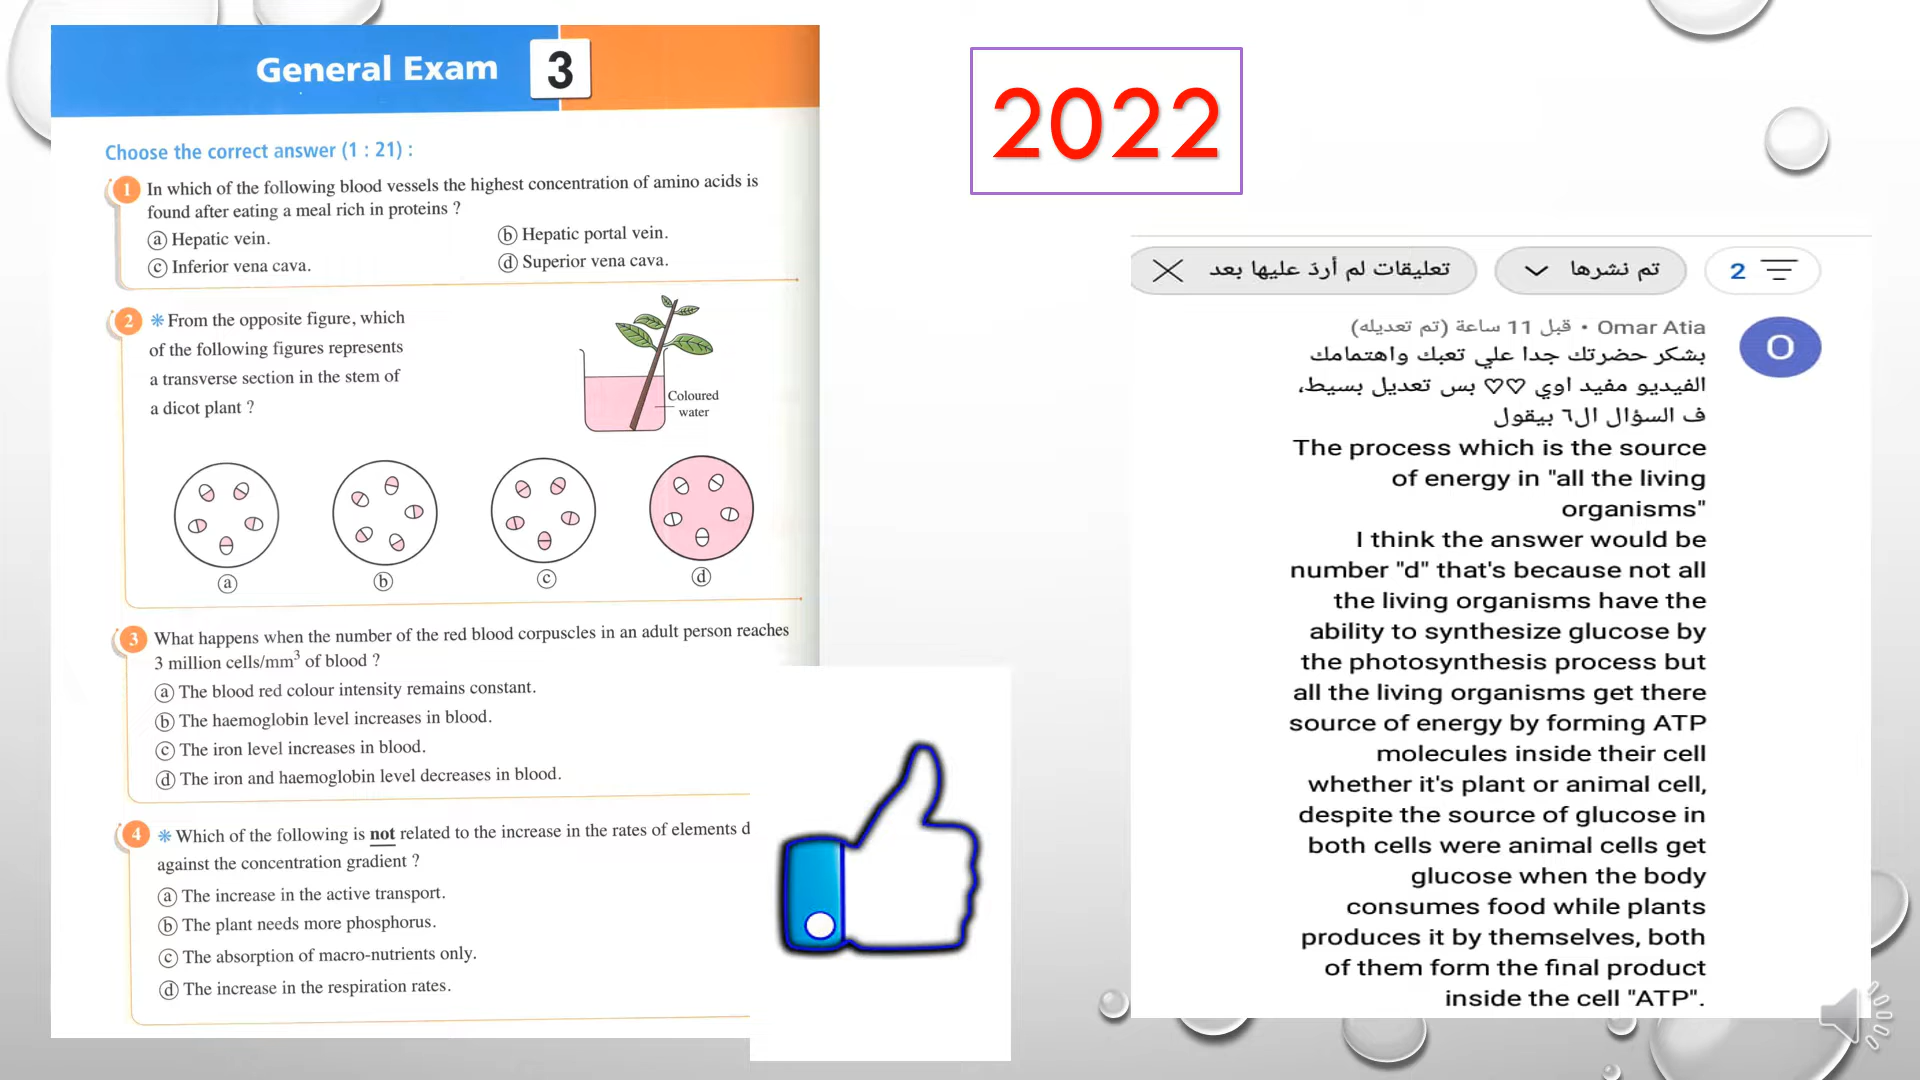 General Exam 3
Choose the correct answer (1 : 21) :
1 In which of the following blood vessels the highest concentration of amino acids is
found after eating a meal rich in proteins ?
a Hepatic vein.
b Hepatic portal vein.
c Inferior vena cava.
d Superior vena cava.
2 * From the opposite figure, which
of the following figures represents
a transverse section in the stem of
a dicot plant ?
Coloured
water
a
b
c
d
3 What happens when the number of the red blood corpuscles in an adult person reaches
3 million cells/mm³ of blood ?
a The blood red colour intensity remains constant.
b The haemoglobin level increases in blood.
c The iron level increases in blood.
d The iron and haemoglobin level decreases in blood.
4 * Which of the following is not related to the increase in the rates of elements d
against the concentration gradient ?
a The increase in the active transport.
b The plant needs more phosphorus.
c The absorption of macro-nutrients only.
d The increase in the respiration rates.
2022
2
تم نشرها
تعليقات لم أردّ عليها بعد
O
Omar Atia • قبل 11 ساعة (تم تعديله)
بشكر حضرتك جدا علي تعبك واهتمامك
الفيديو مفيد اوي ♡♡ بس تعديل بسيط،
ف السؤال ال٦ بيقول
The process which is the source
of energy in "all the living
organisms"
I think the answer would be
number "d" that's because not all
the living organisms have the
ability to synthesize glucose by
the photosynthesis process but
all the living organisms get there
source of energy by forming ATP
molecules inside their cell
whether it's plant or animal cell,
despite the source of glucose in
both cells were animal cells get
glucose when the body
consumes food while plants
produces it by themselves, both
of them form the final product
inside the cell "ATP".